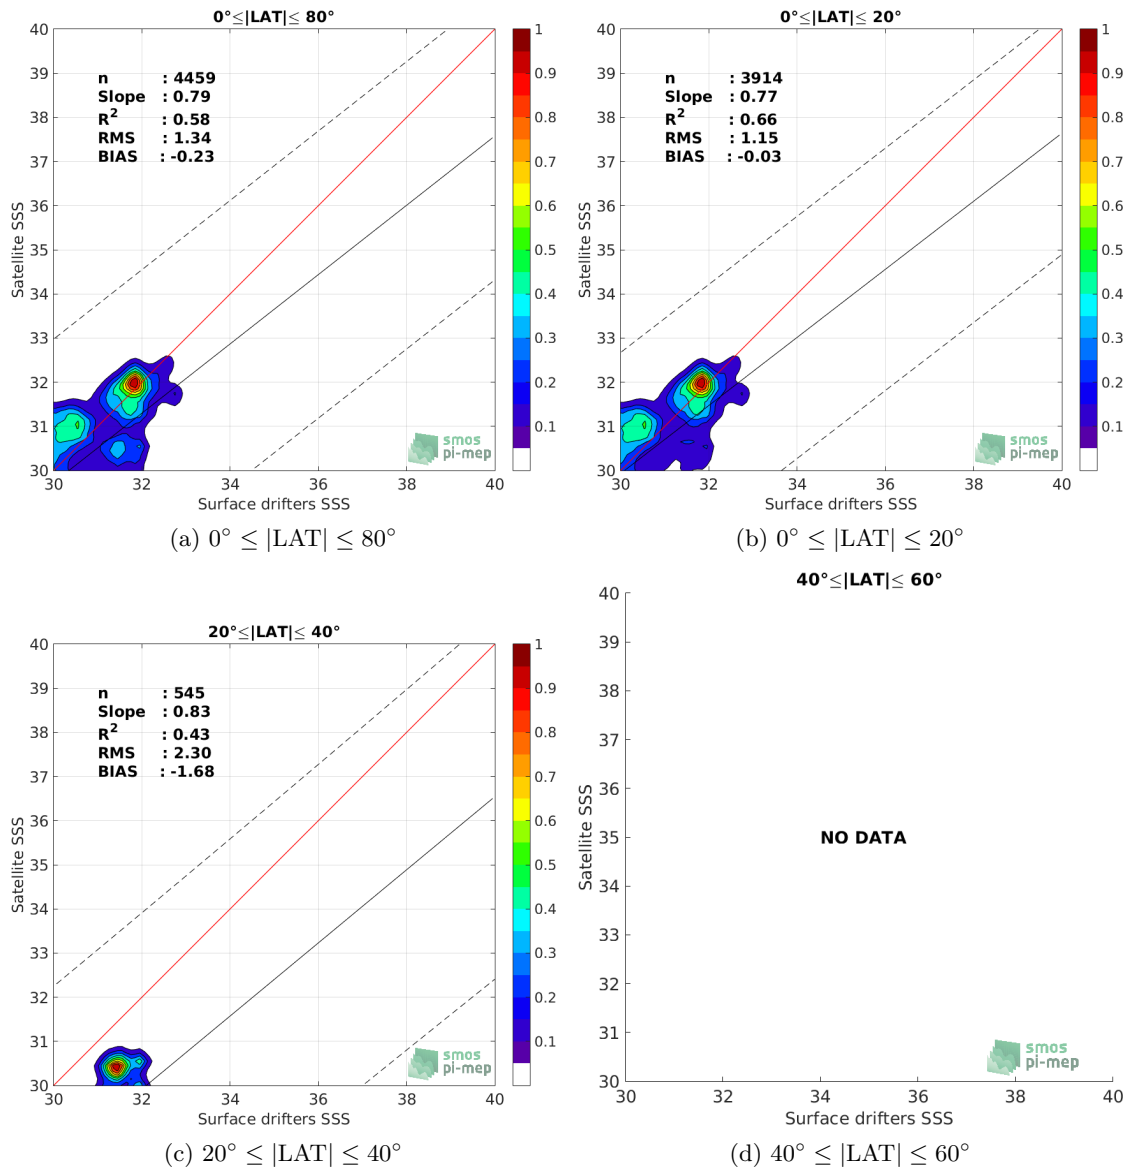 0°≤|LAT|≤ 80°
40
39
38
37
36
35
34
33
32
31
30
Satellite SSS
n : 4459
Slope : 0.79
R2 : 0.58
RMS : 1.34
BIAS : -0.23
smos
pi-mep
30 32 34 36 38 40
Surface drifters SSS
1
0.9
0.8
0.7
0.6
0.5
0.4
0.3
0.2
0.1
(a) 0° ≤ |LAT| ≤ 80°
0°≤|LAT|≤ 20°
40
39
38
37
36
35
34
33
32
31
30
Satellite SSS
n : 3914
Slope : 0.77
R2 : 0.66
RMS : 1.15
BIAS : -0.03
smos
pi-mep
30 32 34 36 38 40
Surface drifters SSS
1
0.9
0.8
0.7
0.6
0.5
0.4
0.3
0.2
0.1
(b) 0° ≤ |LAT| ≤ 20°
20°≤|LAT|≤ 40°
40
39
38
37
36
35
34
33
32
31
30
Satellite SSS
n : 545
Slope : 0.83
R2 : 0.43
RMS : 2.30
BIAS : -1.68
smos
pi-mep
30 32 34 36 38 40
Surface drifters SSS
1
0.9
0.8
0.7
0.6
0.5
0.4
0.3
0.2
0.1
(c) 20° ≤ |LAT| ≤ 40°
40°≤|LAT|≤ 60°
40
39
38
37
36
35
34
33
32
31
30
Satellite SSS
NO DATA
smos
pi-mep
30 32 34 36 38 40
Surface drifters SSS
(d) 40° ≤ |LAT| ≤ 60°